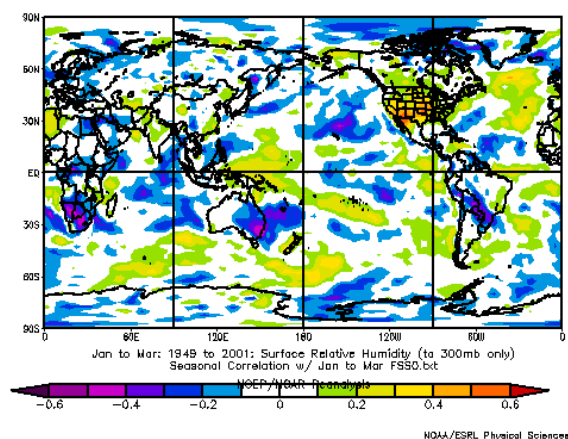 90N
60N
30N
EQ
30S
60S
90S
0 60E 120E 180 120W 60W 0
Jan to Mar: 1949 to 2001: Surface Relative Humidity (to 300mb only)
Seasonal Correlation w/ Jan to Mar FSSO.txt
NCEP/NCAR Reanalysis
-0.6 -0.4 -0.2 0 0.2 0.4 0.6
NOAA/ESRL Physical Sciences